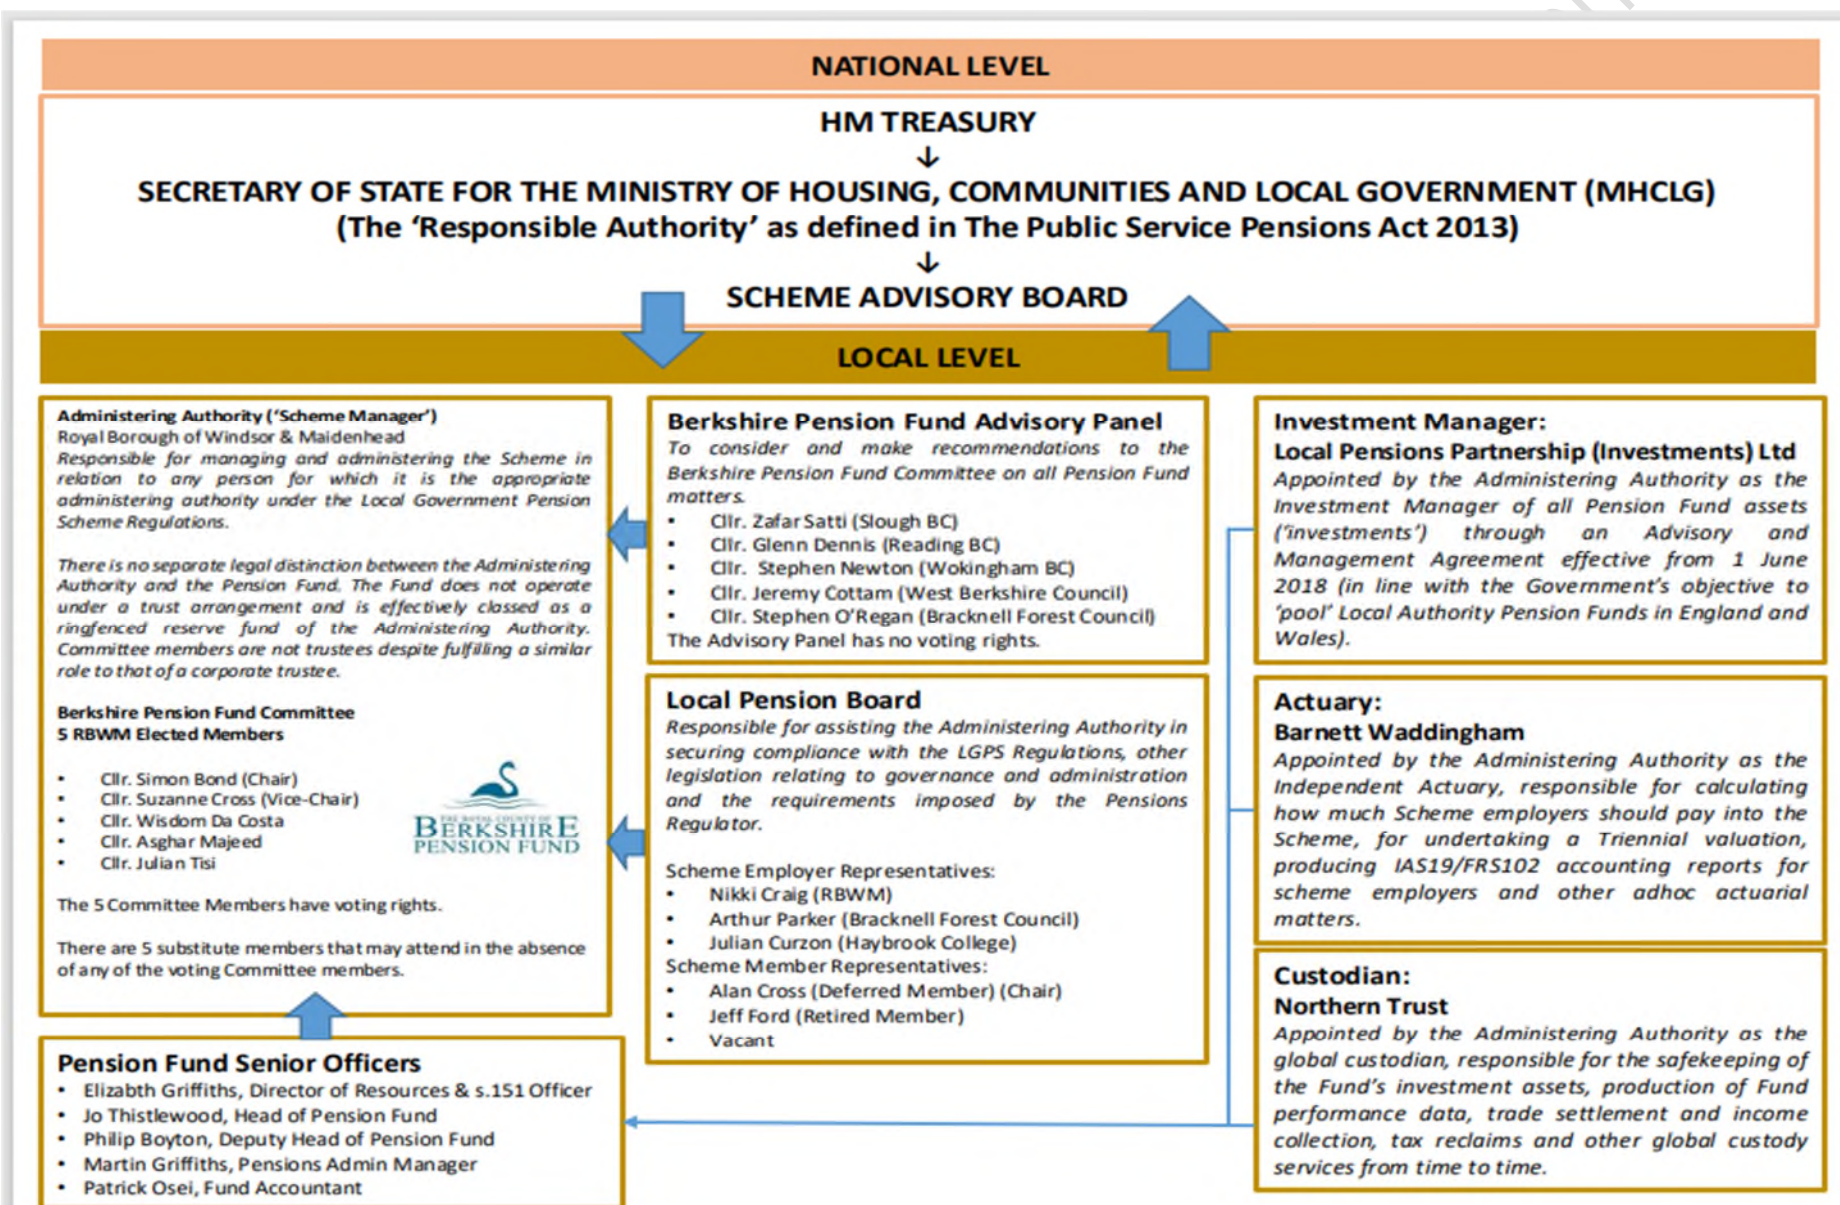 NATIONAL LEVEL
HM TREASURY
↓
SECRETARY OF STATE FOR THE MINISTRY OF HOUSING, COMMUNITIES AND LOCAL GOVERNMENT (MHCLG)
(The ‘Responsible Authority’ as defined in The Public Service Pensions Act 2013)
↓
SCHEME ADVISORY BOARD
LOCAL LEVEL
Administering Authority (‘Scheme Manager’)
Royal Borough of Windsor & Maidenhead
Responsible for managing and administering the Scheme in
relation to any person for which it is the appropriate
administering authority under the Local Government Pension
Scheme Regulations.
There is no separate legal distinction between the Administering
Authority and the Pension Fund. The Fund does not operate
under a trust arrangement and is effectively classed as a
ringfenced reserve fund of the Administering Authority.
Committee members are not trustees despite fulfilling a similar
role to that of a corporate trustee.
Berkshire Pension Fund Committee
5 RBWM Elected Members
• Cllr. Simon Bond (Chair)
• Cllr. Suzanne Cross (Vice-Chair)
• Cllr. Wisdom Da Costa
• Cllr. Asghar Majeed
• Cllr. Julian Tisi
THE ROYAL COUNTY OF
BERKSHIRE
PENSION FUND
The 5 Committee Members have voting rights.
There are 5 substitute members that may attend in the absence
of any of the voting Committee members.
Pension Fund Senior Officers
• Elizabth Griffiths, Director of Resources & s.151 Officer
• Jo Thistlewood, Head of Pension Fund
• Philip Boyton, Deputy Head of Pension Fund
• Martin Griffiths, Pensions Admin Manager
• Patrick Osei, Fund Accountant
Berkshire Pension Fund Advisory Panel
To consider and make recommendations to the
Berkshire Pension Fund Committee on all Pension Fund
matters.
• Cllr. Zafar Satti (Slough BC)
• Cllr. Glenn Dennis (Reading BC)
• Cllr. Stephen Newton (Wokingham BC)
• Cllr. Jeremy Cottam (West Berkshire Council)
• Cllr. Stephen O’Regan (Bracknell Forest Council)
The Advisory Panel has no voting rights.
Local Pension Board
Responsible for assisting the Administering Authority in
securing compliance with the LGPS Regulations, other
legislation relating to governance and administration
and the requirements imposed by the Pensions
Regulator.
Scheme Employer Representatives:
• Nikki Craig (RBWM)
• Arthur Parker (Bracknell Forest Council)
• Julian Curzon (Haybrook College)
Scheme Member Representatives:
• Alan Cross (Deferred Member) (Chair)
• Jeff Ford (Retired Member)
• Vacant
Investment Manager:
Local Pensions Partnership (Investments) Ltd
Appointed by the Administering Authority as the
Investment Manager of all Pension Fund assets
(‘investments’) through an Advisory and
Management Agreement effective from 1 June
2018 (in line with the Government’s objective to
‘pool’ Local Authority Pension Funds in England and
Wales).
Actuary:
Barnett Waddingham
Appointed by the Administering Authority as the
Independent Actuary, responsible for calculating
how much Scheme employers should pay into the
Scheme, for undertaking a Triennial valuation,
producing IAS19/FRS102 accounting reports for
scheme employers and other adhoc actuarial
matters.
Custodian:
Northern Trust
Appointed by the Administering Authority as the
global custodian, responsible for the safekeeping of
the Fund’s investment assets, production of Fund
performance data, trade settlement and income
collection, tax reclaims and other global custody
services from time to time.